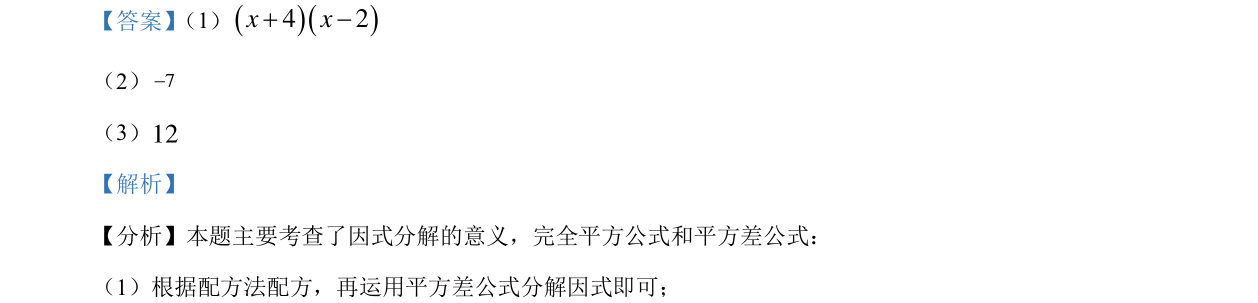 【答案】（1）(x+4)(x−2)
（2）−7
（3）12
【解析】
【分析】本题主要考查了因式分解的意义，完全平方公式和平方差公式：
（1）根据配方法配方，再运用平方差公式分解因式即可；